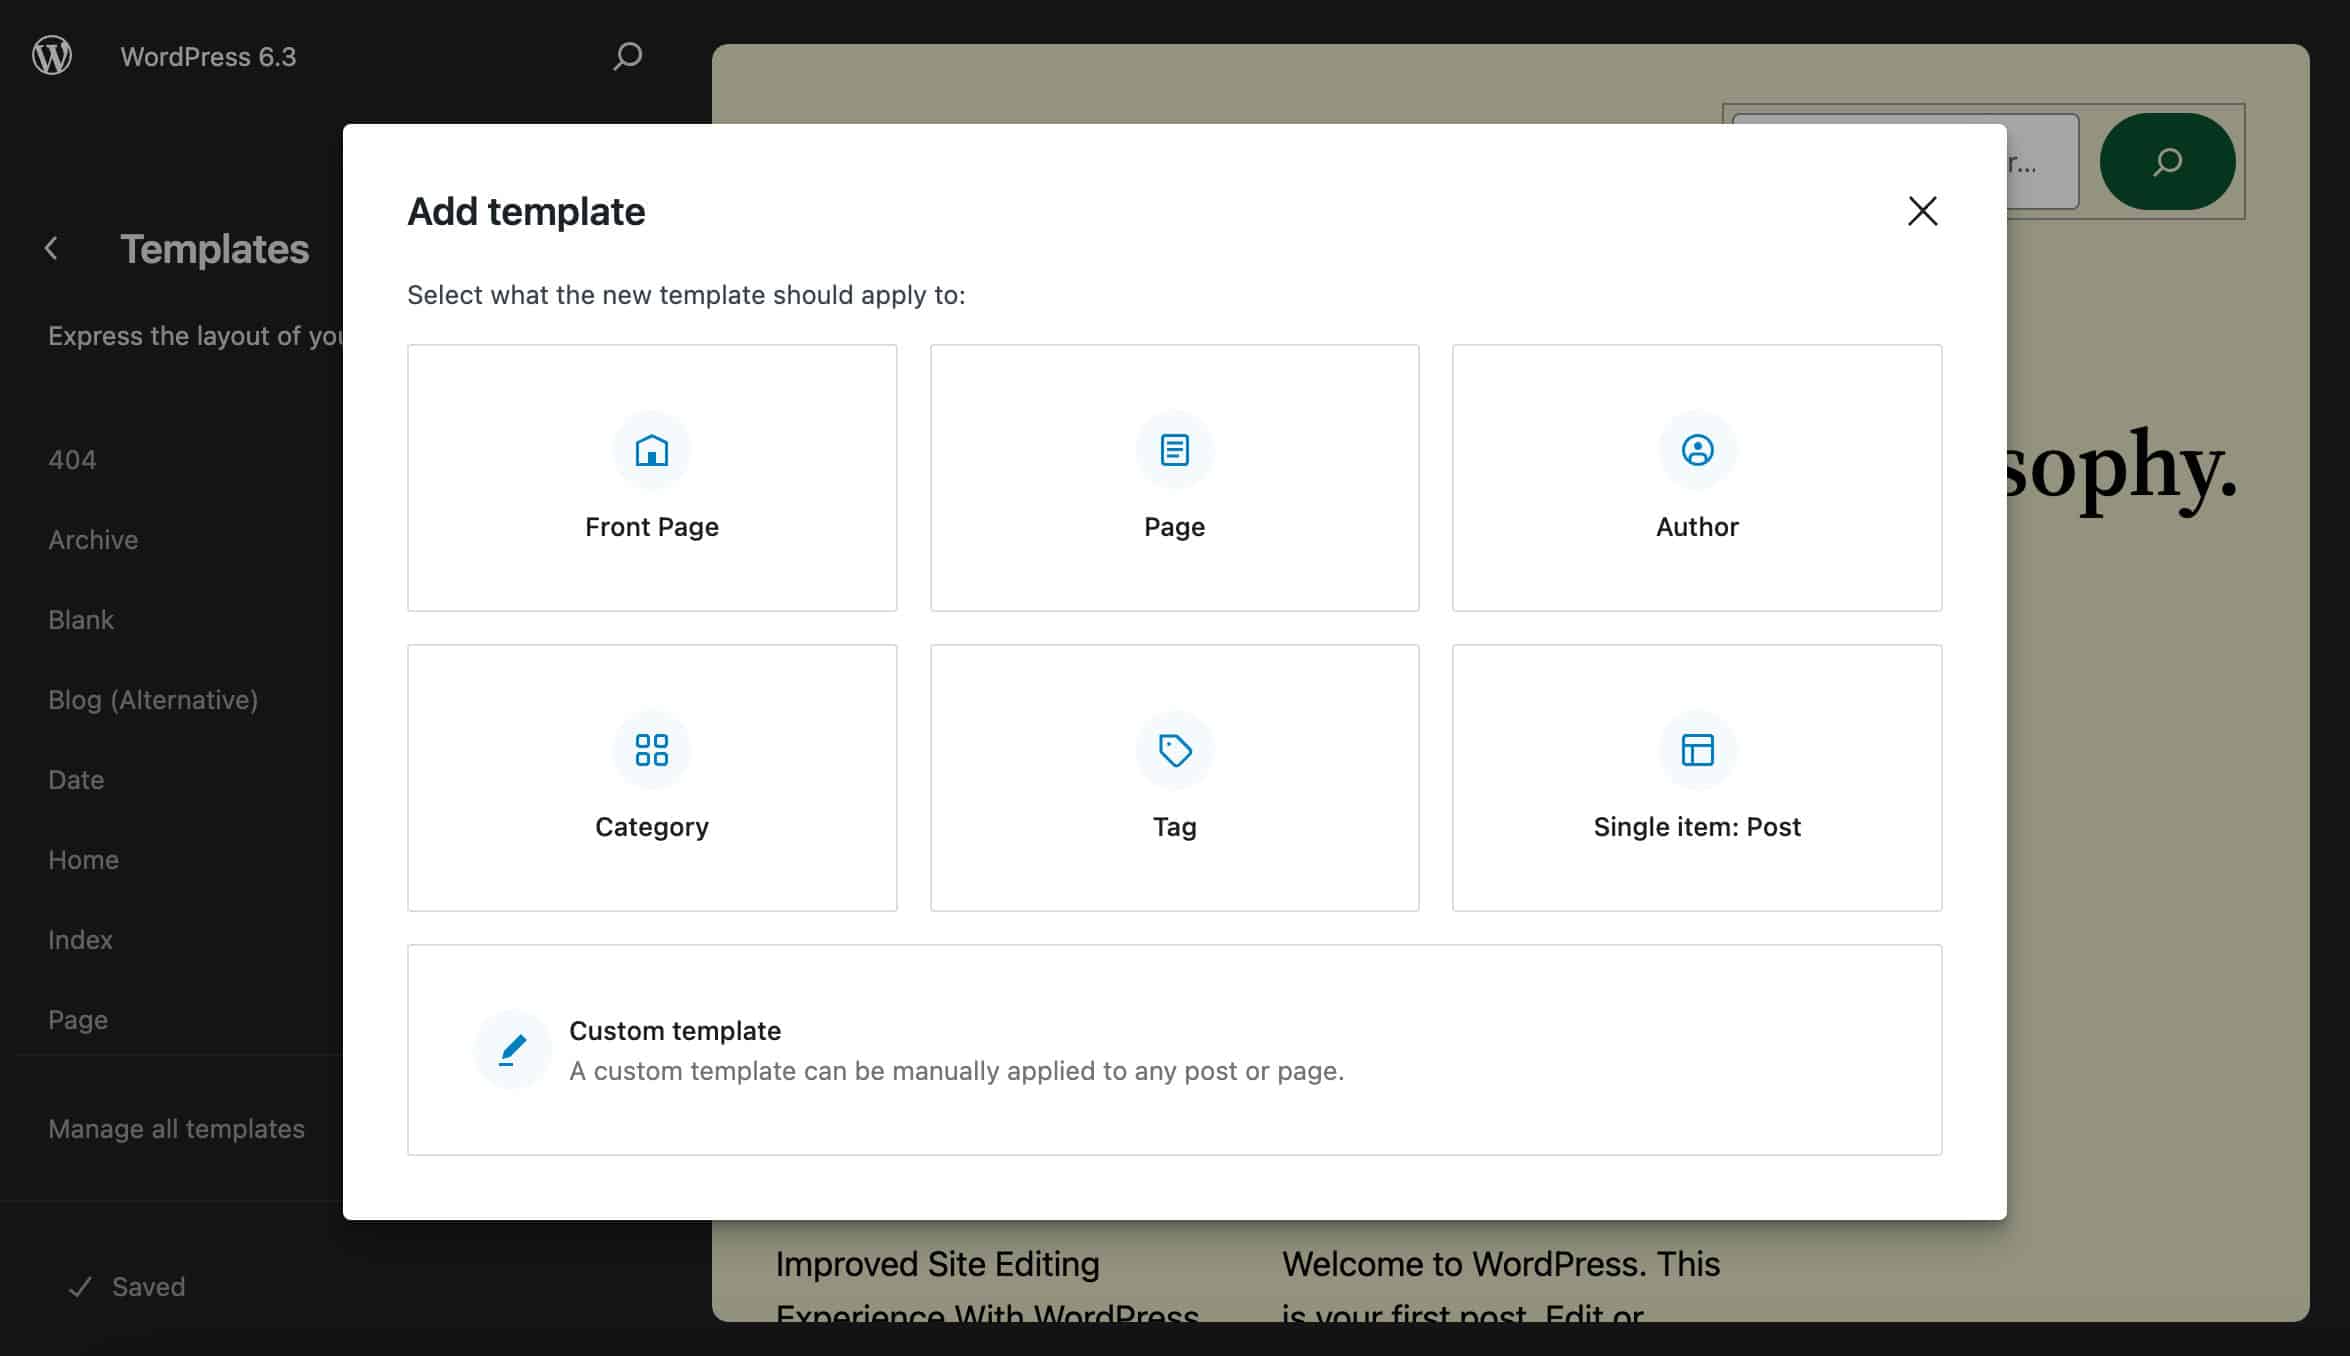 WordPress 6.3
Templates
Express the layout of
404
Archive
Blank
Blog (Alternative)
Date
Home
Index
Page
Manage all templates
Saved
Add template
Select what the new template should apply to:
Front Page
Page
Author
Category
Tag
Single item: Post
Custom template
A custom template can be manually applied to any post or page.
Improved Site Editing
Experience With WordPress
Welcome to WordPress. This
is your first post. Edit or